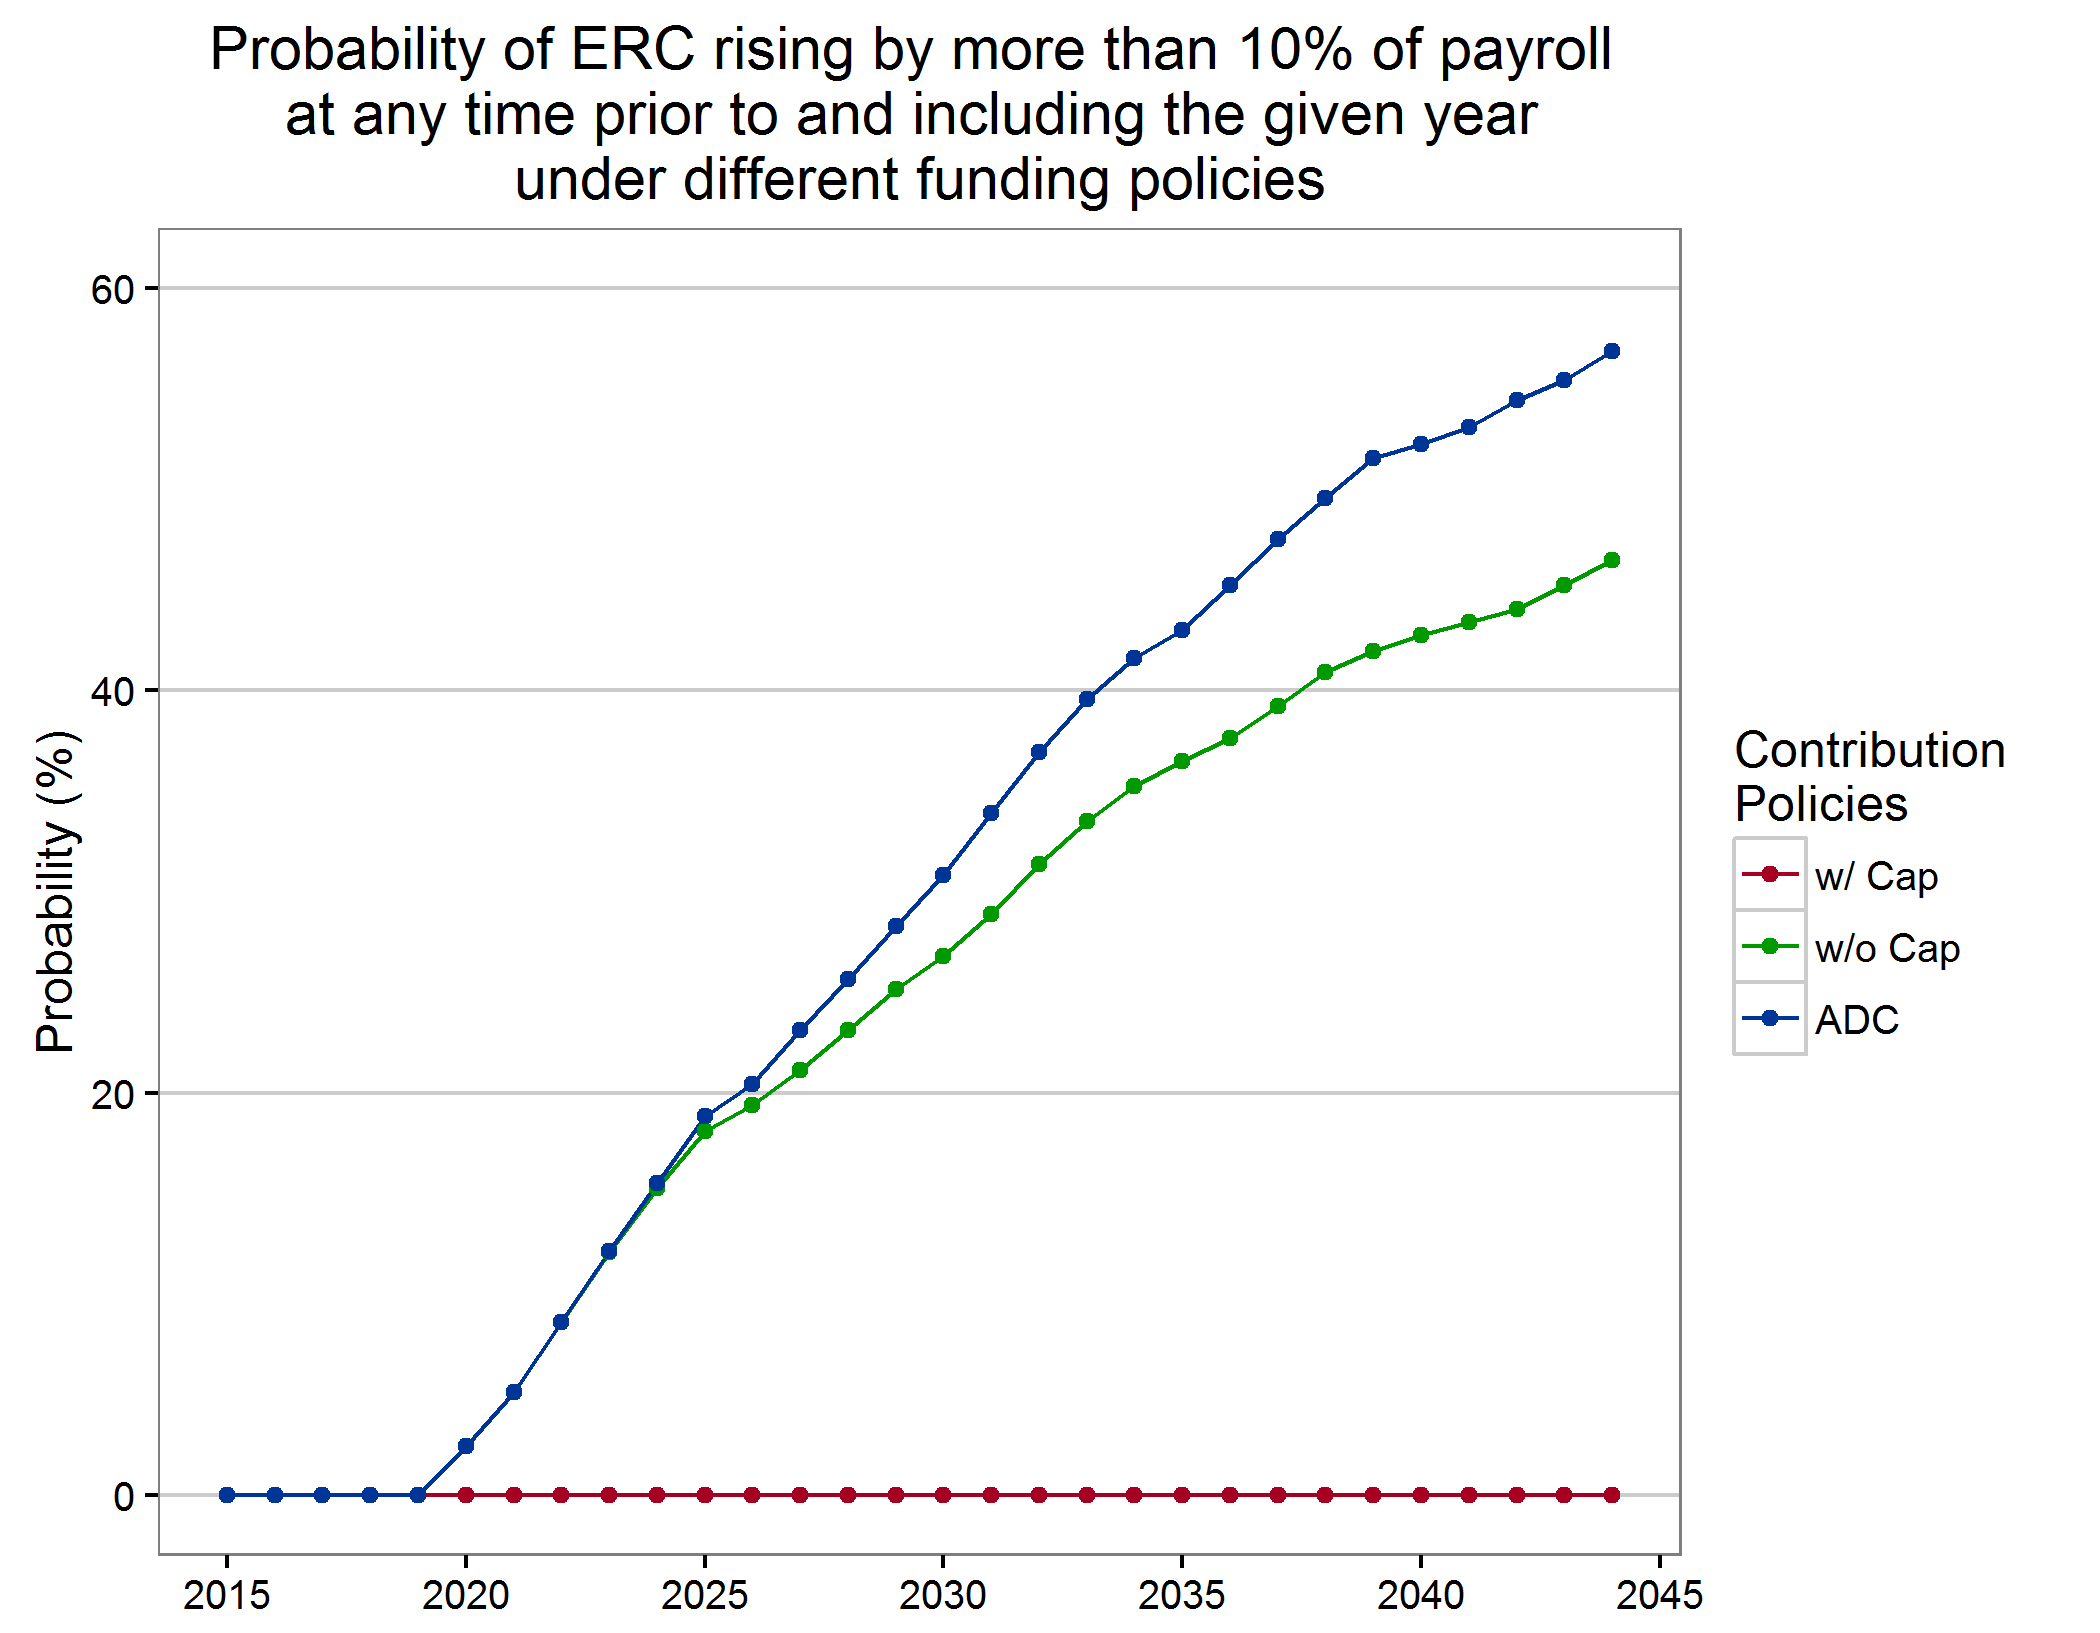 Probability of ERC rising by more than 10% of payroll
at any time prior to and including the given year
under different funding policies
Probability (%)
60
40
20
0
2015
2020
2025
2030
2035
2040
2045
Contribution
Policies
w/ Cap
w/o Cap
ADC